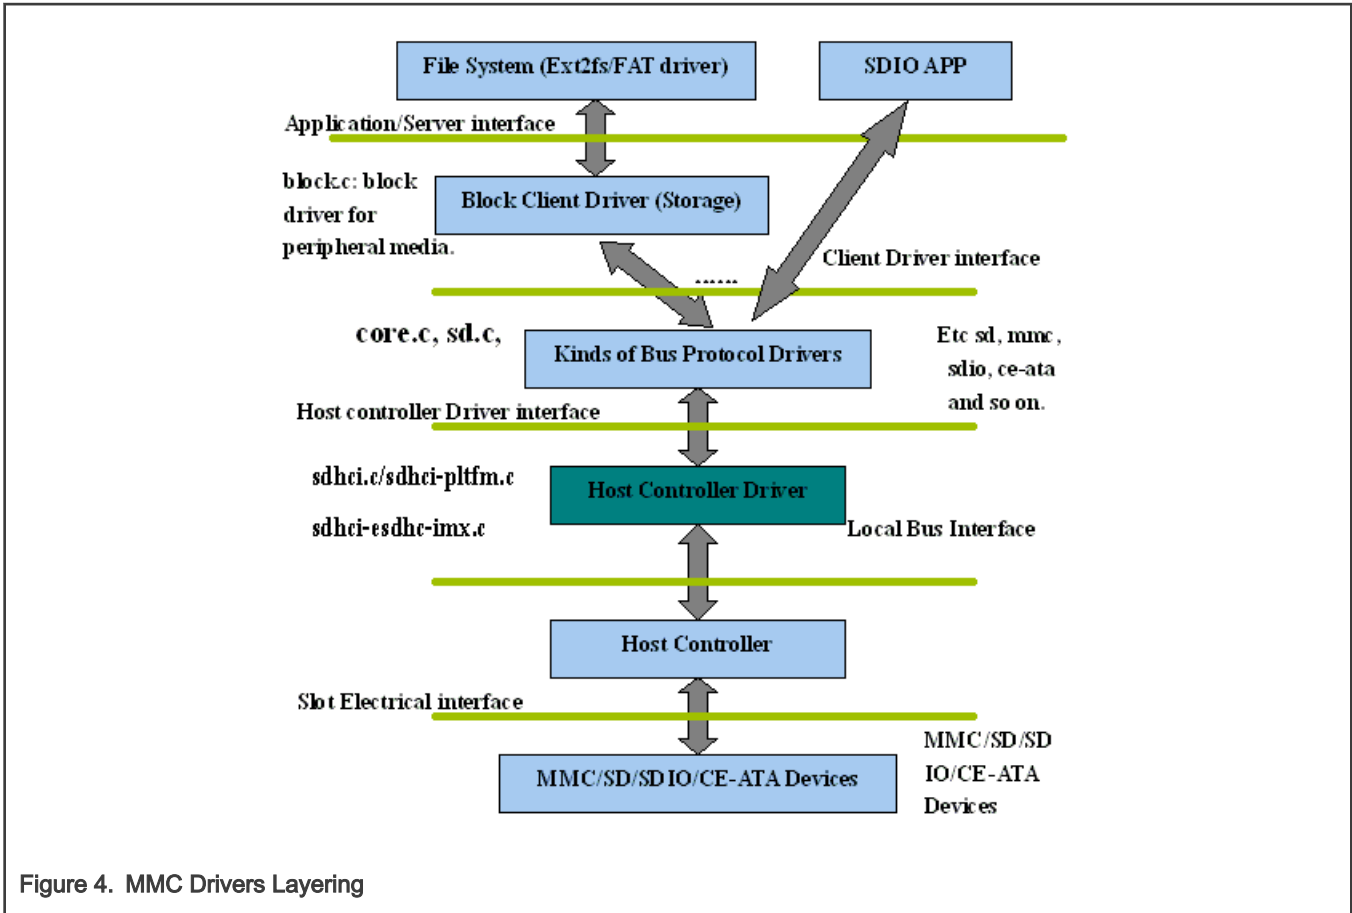 File System (Ext2fs/FAT driver)
SDIO APP
Application/Server interface
block.c: block
driver for
peripheral media.
Block Client Driver (Storage)
Client Driver interface
......
core.c, sd.c,
Kinds of Bus Protocol Drivers
Etc sd, mmc,
sdio, ce-ata
and so on.
Host controller Driver interface
sdhci.c/sdhci-pltfm.c
Host Controller Driver
sdhci-esdhc-imx.c
Local Bus Interface
Host Controller
Slot Electrical interface
MMC/SD/SDIO/CE-ATA Devices
MMC/SD/SD
IO/CE-ATA
Devices
Figure 4. MMC Drivers Layering